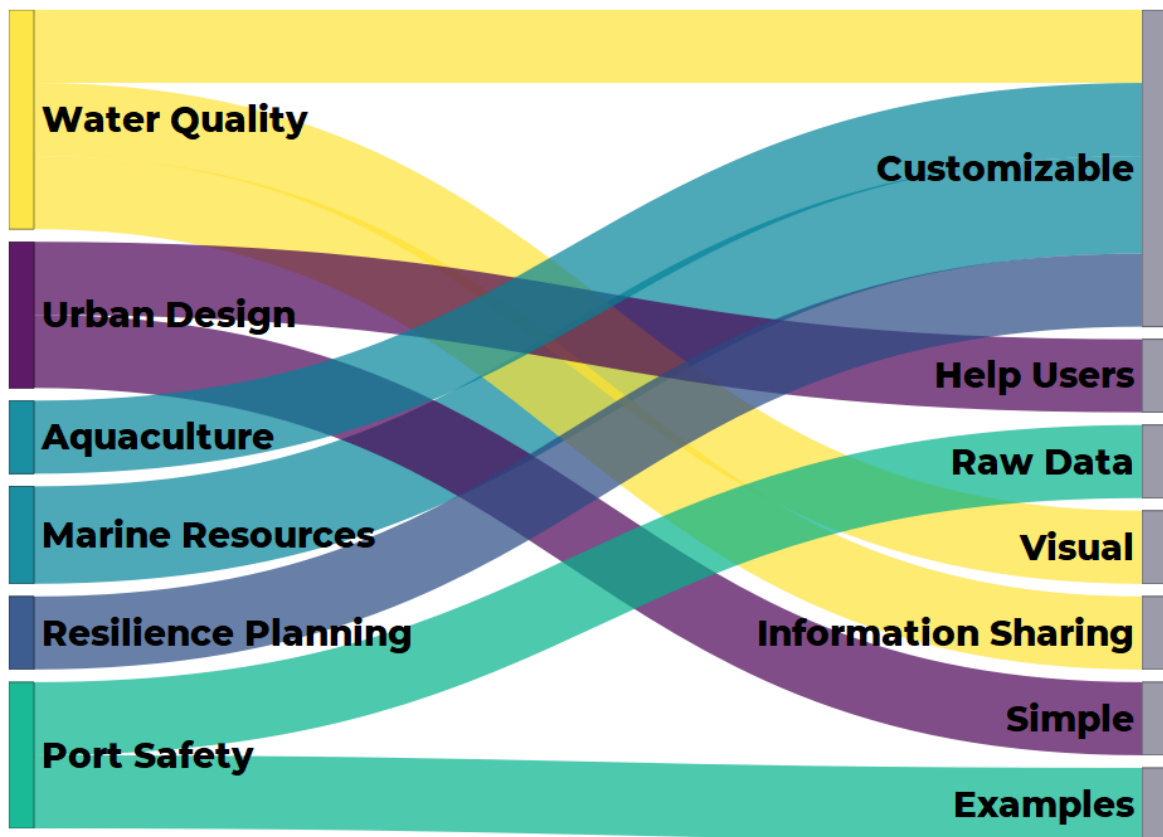 Water Quality
Urban Design
Aquaculture
Marine Resources
Resilience Planning
Port Safety
Customizable
Help Users
Raw Data
Visual
Information Sharing
Simple
Examples